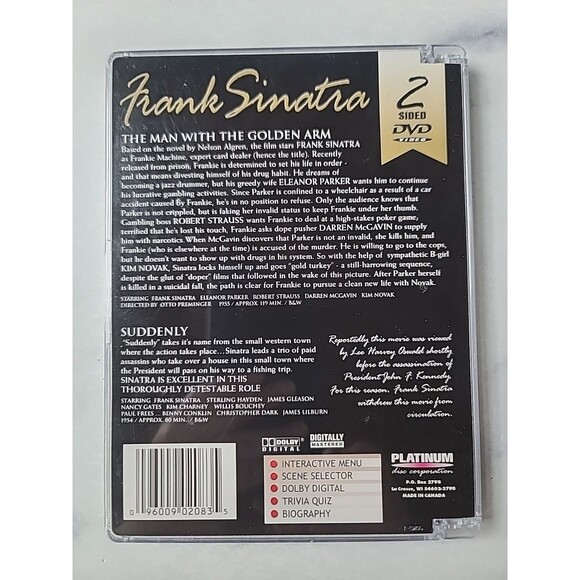 Frank Sinatra
2
SIDED
DVD
VIDEO
THE MAN WITH THE GOLDEN ARM
Based on the novel by Nelson Algren, the film stars FRANK SINATRA
as Frankie Machine, expert card dealer (hence the title). Recently
released from prison, Frankie is determined to set his life in order -
and that means divesting himself of his drug habit. He dreams of
becoming a jazz drummer, but his greedy wife ELEANOR PARKER wants him to continue
his lucrative gambling activities. Since Parker is confined to a wheelchair as a result of a car
accident caused by Frankie, he's in no position to refuse. Only the audience knows that
Parker is not crippled, but is faking her invalid status to keep Frankie under her thumb.
Gambling boss ROBERT STRAUSS wants Frankie to deal at a high-stakes poker game,
terrified that he's lost his touch, Frankie asks dope pusher DARREN McGAVIN to supply
him with narcotics. When McGavin discovers that Parker is not an invalid, she kills him, and
Frankie (who is elsewhere at the time) is accused of the murder. He is willing to go to the cops,
but he doesn't want to show up with drugs in his system. So with the help of sympathetic B-girl
KIM NOVAK, Sinatra locks himself up and goes "gold turkey" - a still-harrowing sequence,
despite the glut of "doper" films that followed in the wake of this picture. After Parker herself
is killed in a suicidal fall, the path is clear for Frankie to pursue a clean new life with Novak.
STARRING FRANK SINATRA ELEANOR PARKER ROBERT STRAUSS DARREN MCGAVIN KIM NOVAK
DIRECTED BY OTTO PREMINGER 1955 / APPROX. 119 MIN. / B&W
SUDDENLY
"Suddenly" takes it's name from the small western town
where the action takes place... Sinatra leads a trio of paid
assassins who take over a house in this small town where
the President will pass on his way to a fishing trip.
SINATRA IS EXCELLENT IN THIS
THOROUGHLY DETESTABLE ROLE
STARRING FRANK SINATRA STERLING HAYDEN JAMES GLEASON
NANCY GATES KIM CHARNEY WILLIS BOUCHEY
PAUL FREES ... BENNY CONKLIN CHRISTOPHER DARK JAMES LILBURN
1954 / APPROX. 80 MIN. / B&W
Reportedly this movie was viewed
by Lee Harvey Oswald shortly
before the assassination of
President John F. Kennedy.
For this reason, Frank Sinatra
withdrew this movie from
circulation.
DOLBY
DIGITAL
DIGITALLY
MASTERED
INTERACTIVE MENU
SCENE SELECTOR
DOLBY DIGITAL
TRIVIA QUIZ
BIOGRAPHY
PLATINUM
disc corporation
P.O. Box 2798
La Crosse, WI 54602-2798
MADE IN CANADA
0 96009 02083 5